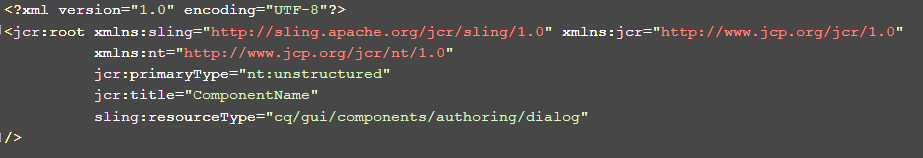 <?xml version="1.0" encoding="UTF-8"?>
<jcr:root xmlns:sling="http://sling.apache.org/jcr/sling/1.0" xmlns:jcr="http://www.jcp.org/jcr/1.0"
xmlns:nt="http://www.jcp.org/jcr/nt/1.0"
jcr:primaryType="nt:unstructured"
jcr:title="ComponentName"
sling:resourceType="cq/gui/components/authoring/dialog"
/>